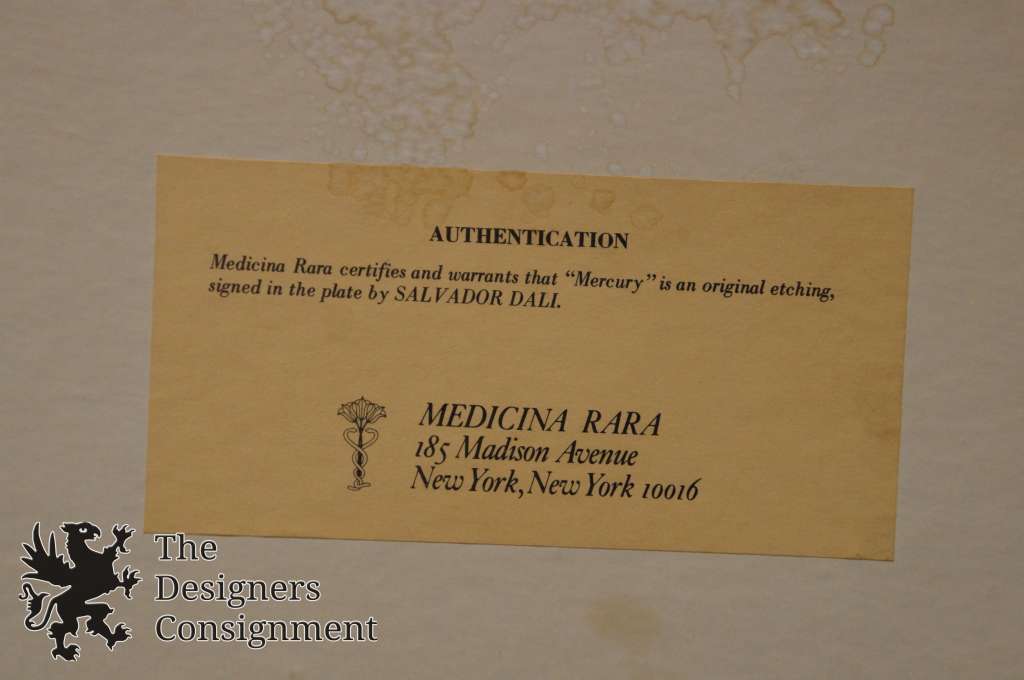 AUTHENTICATION
Medicina Rara certifies and warrants that “Mercury” is an original etching,
signed in the plate by SALVADOR DALI.
MEDICINA RARA
185 Madison Avenue
New York, New York 10016
The
Designers
Consignment